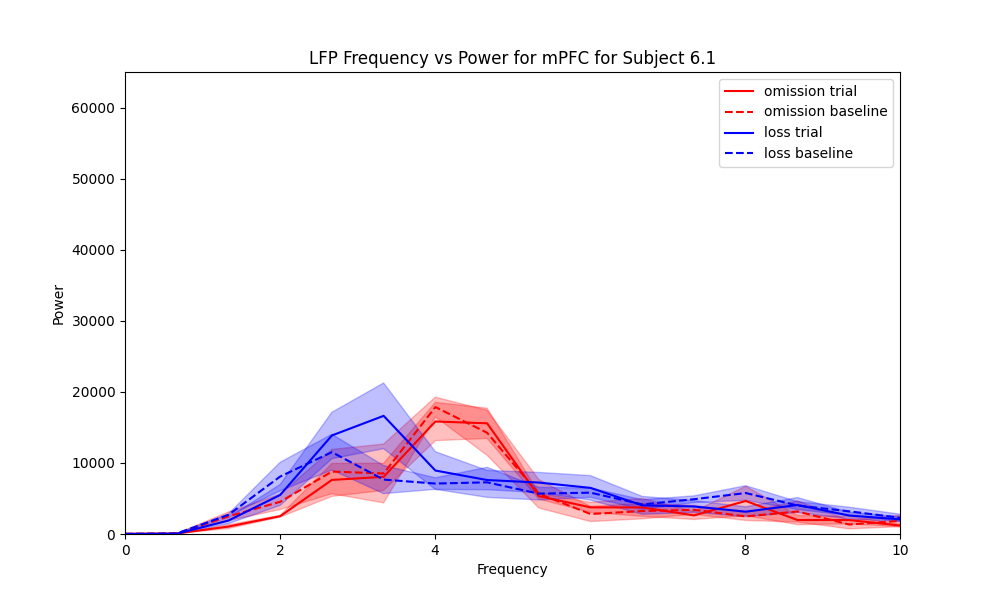 LFP Frequency vs Power for mPFC for Subject 6.1
omission trial
omission baseline
loss trial
loss baseline
60000
50000
40000
30000
20000
10000
0
Power
0 2 4 6 8 10
Frequency